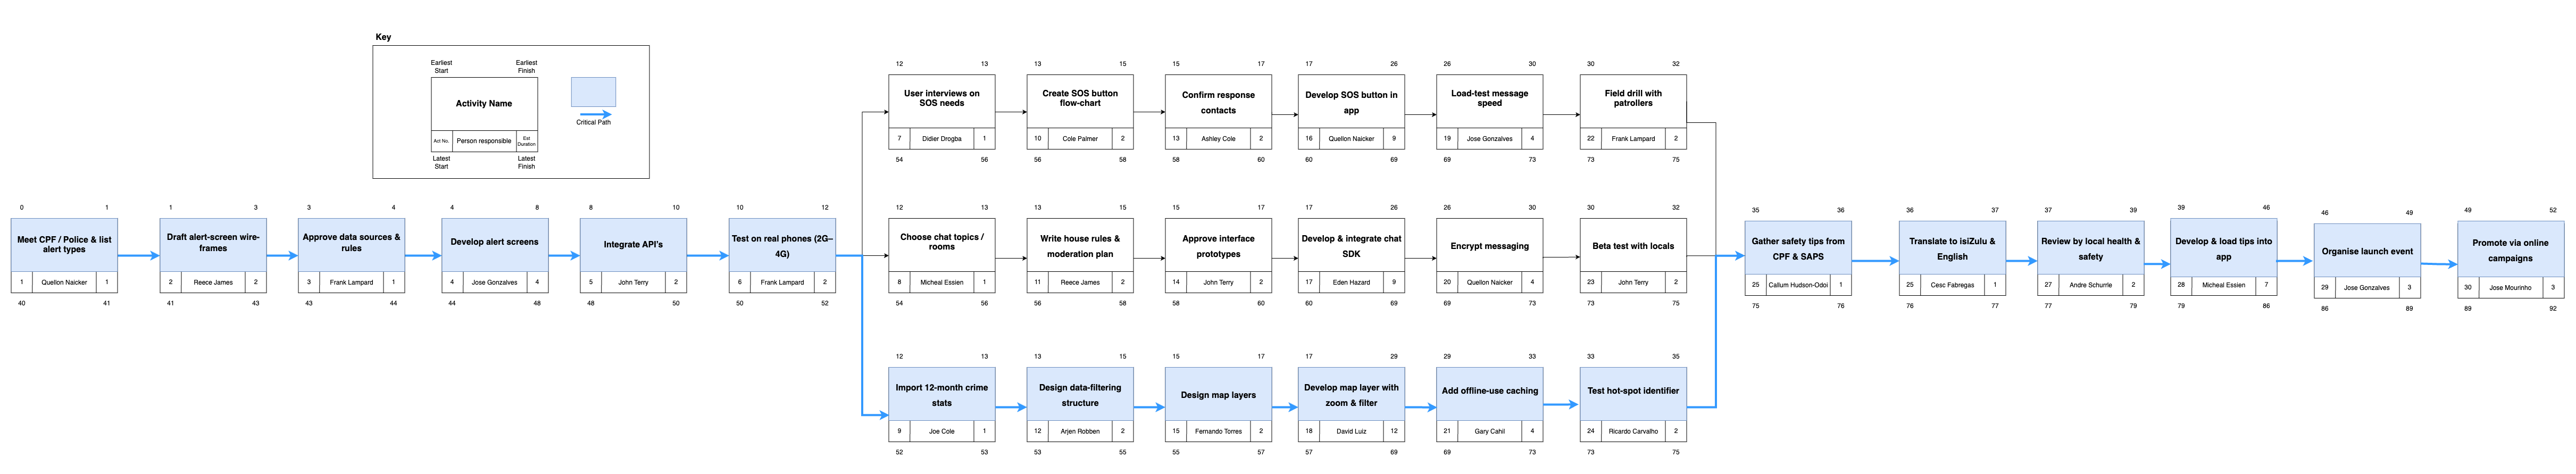 Key
Earliest
Start
Earliest
Finish
Activity Name
Act No.
Person responsible
Est
Duration
Latest
Start
Latest
Finish
Critical Path
0 1
Meet CPF / Police & list
alert types
1 Quellon Naicker 1
40 41
1 3
Draft alert-screen wire-
frames
2 Reece James 2
41 43
3 4
Approve data sources &
rules
3 Frank Lampard 1
43 44
4 8
Develop alert screens
4 Jose Gonzalves 4
44 48
8 10
Integrate API's
5 John Terry 2
48 50
10 12
Test on real phones (2G–
4G)
6 Frank Lampard 2
50 52
12 13
User interviews on
SOS needs
7 Didier Drogba 1
54 56
13 15
Create SOS button
flow-chart
10 Cole Palmer 2
56 58
15 17
Confirm response
contacts
13 Ashley Cole 2
58 60
17 26
Develop SOS button in
app
16 Quellon Naicker 9
60 69
26 30
Load-test message
speed
19 Jose Gonzalves 4
69 73
30 32
Field drill with
patrollers
22 Frank Lampard 2
73 75
12 13
Choose chat topics /
rooms
8 Micheal Essien 1
54 56
13 15
Write house rules &
moderation plan
11 Reece James 2
56 58
15 17
Approve interface
prototypes
14 John Terry 2
58 60
17 26
Develop & integrate chat
SDK
17 Eden Hazard 9
60 69
26 30
Encrypt messaging
20 Quellon Naicker 4
69 73
30 32
Beta test with locals
23 John Terry 2
73 75
12 13
Import 12-month crime
stats
9 Joe Cole 1
52 53
13 15
Design data-filtering
structure
12 Arjen Robben 2
53 55
15 17
Design map layers
15 Fernando Torres 2
55 57
17 29
Develop map layer with
zoom & filter
18 David Luiz 12
57 69
29 33
Add offline-use caching
21 Gary Cahil 4
69 73
33 35
Test hot-spot identifier
24 Ricardo Carvalho 2
73 75
35 36
Gather safety tips from
CPF & SAPS
25 Callum Hudson-Odoi 1
75 76
36 37
Translate to isiZulu &
English
25 Cesc Fabregas 1
76 77
37 39
Review by local health &
safety
27 Andre Schurrle 2
77 79
39 46
Develop & load tips into
app
28 Micheal Essien 7
79 86
46 49
Organise launch event
29 Jose Gonzalves 3
86 89
49 52
Promote via online
campaigns
30 Jose Mourinho 3
89 92